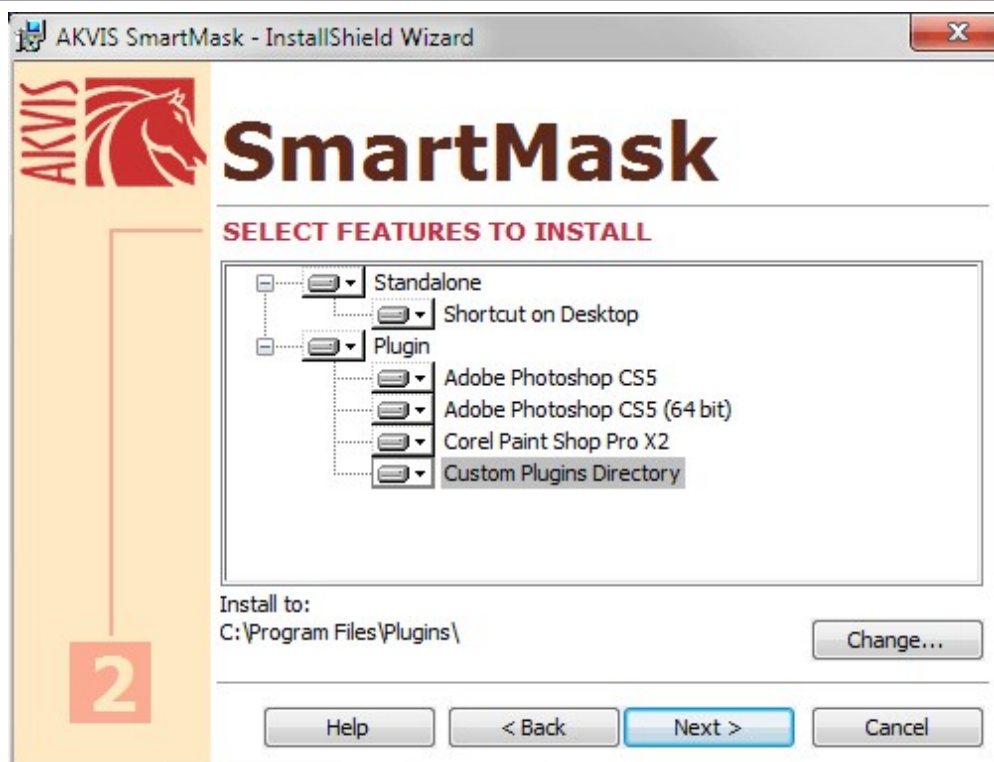 AKVIS SmartMask - InstallShield Wizard
AKVIS
SmartMask
SELECT FEATURES TO INSTALL
Standalone
Shortcut on Desktop
Plugin
Adobe Photoshop CS5
Adobe Photoshop CS5 (64 bit)
Corel Paint Shop Pro X2
Custom Plugins Directory
Install to:
C:\Program Files\Plugins\
Change...
2
Help
< Back
Next >
Cancel